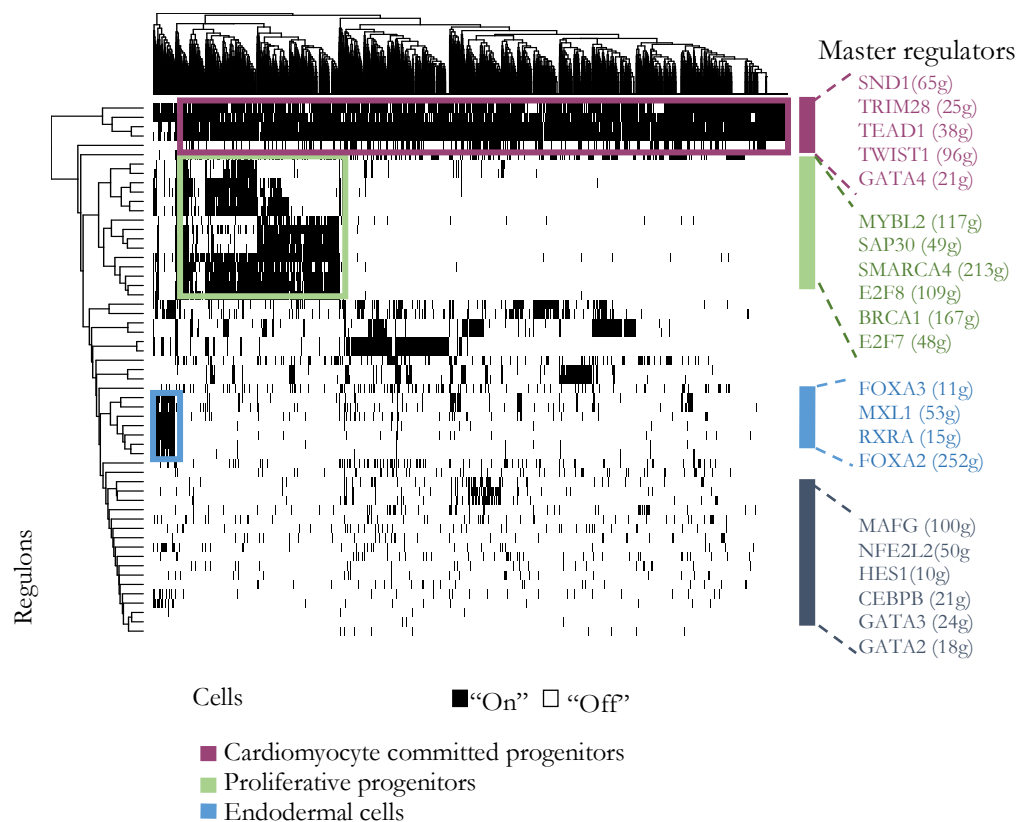 Master regulators
SND1(65g)
TRIM28 (25g)
TEAD1 (38g)
TWIST1 (96g)
GATA4 (21g)
MYBL2 (117g)
SAP30 (49g)
SMARCA4 (213g)
E2F8 (109g)
BRCA1 (167g)
E2F7 (48g)
FOXA3 (11g)
MXL1 (53g)
RXRA (15g)
FOXA2 (252g)
MAFG (100g)
NFE2L2(50g
HES1(10g)
CEBPB (21g)
GATA3 (24g)
GATA2 (18g)
Regulons
Cells
“On” “Off”
Cardiomyocyte committed progenitors
Proliferative progenitors
Endodermal cells